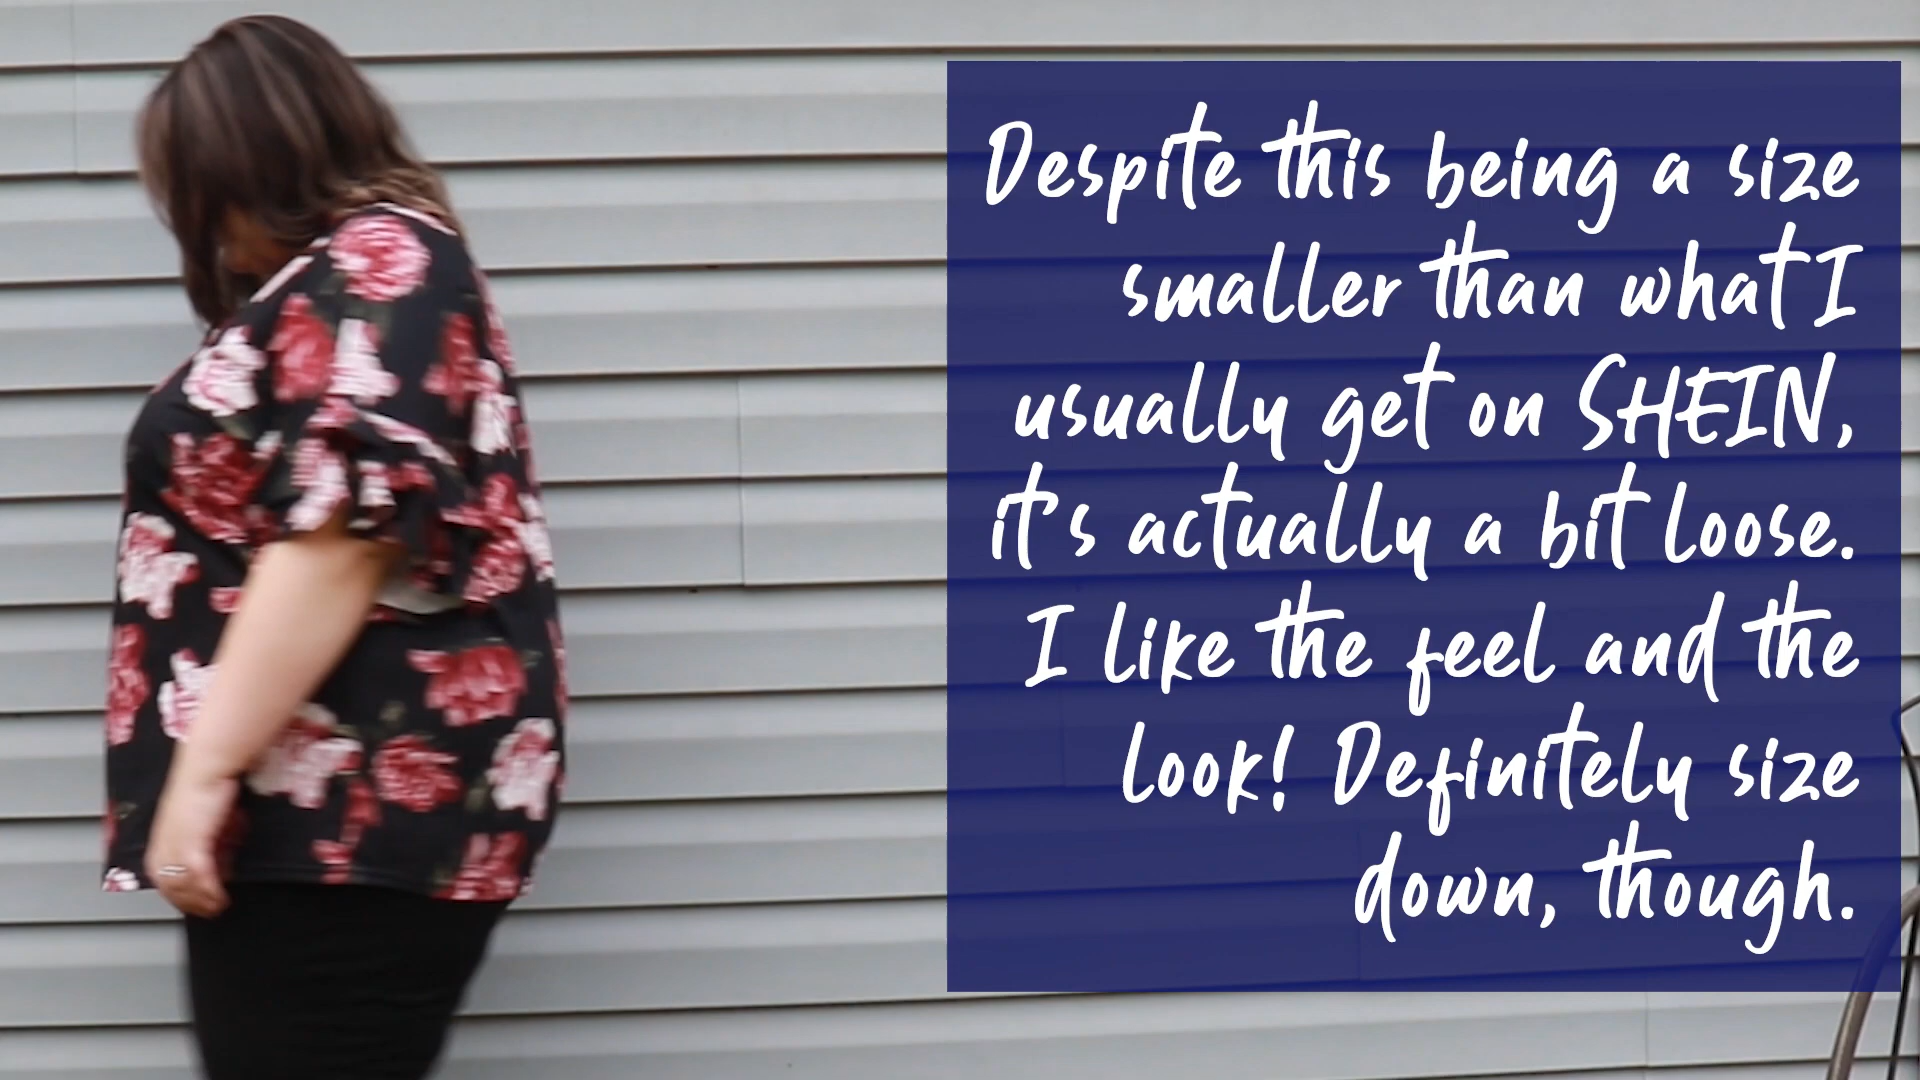 Despite this being a size
smaller than what I
usually get on SHEIN,
it's actually a bit loose.
I like the feel and the
look! Definitely size
down, though.